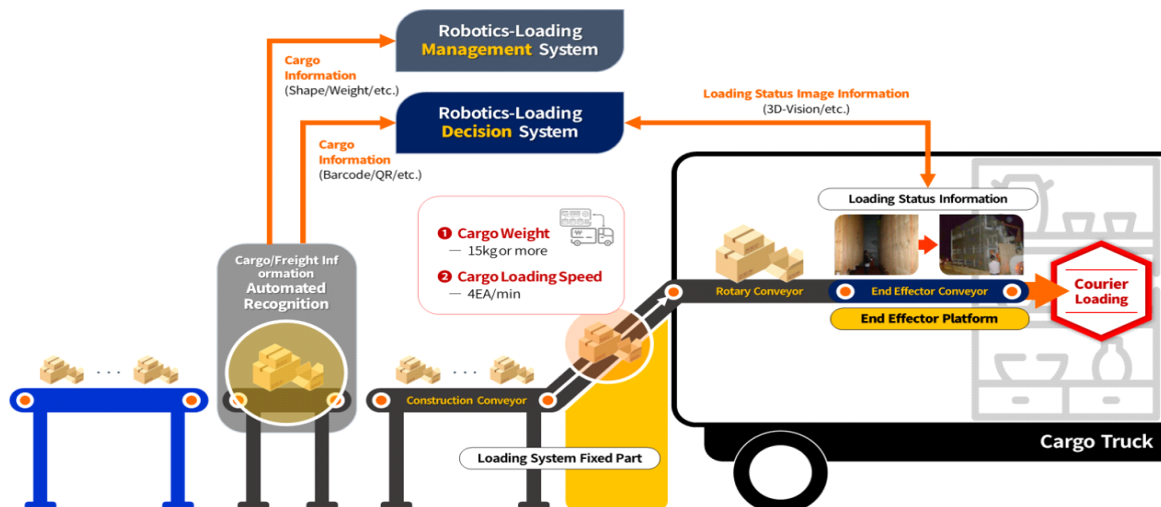 Robotics-Loading
Management System
Cargo
Information
(Shape/Weight/etc.)
Robotics-Loading
Decision System
Cargo
Information
(Barcode/QR/etc.)
Loading Status Image Information
(3D-Vision/etc.)
Loading Status Information
1 Cargo Weight
— 15kg or more
2 Cargo Loading Speed
— 4EA/min
Cargo/Freight Inf
ormation
Automated
Recognition
Rotary Conveyor
End Effector Conveyor
End Effector Platform
Courier
Loading
. . .
. . .
Construction Conveyor
Loading System Fixed Part
Cargo Truck